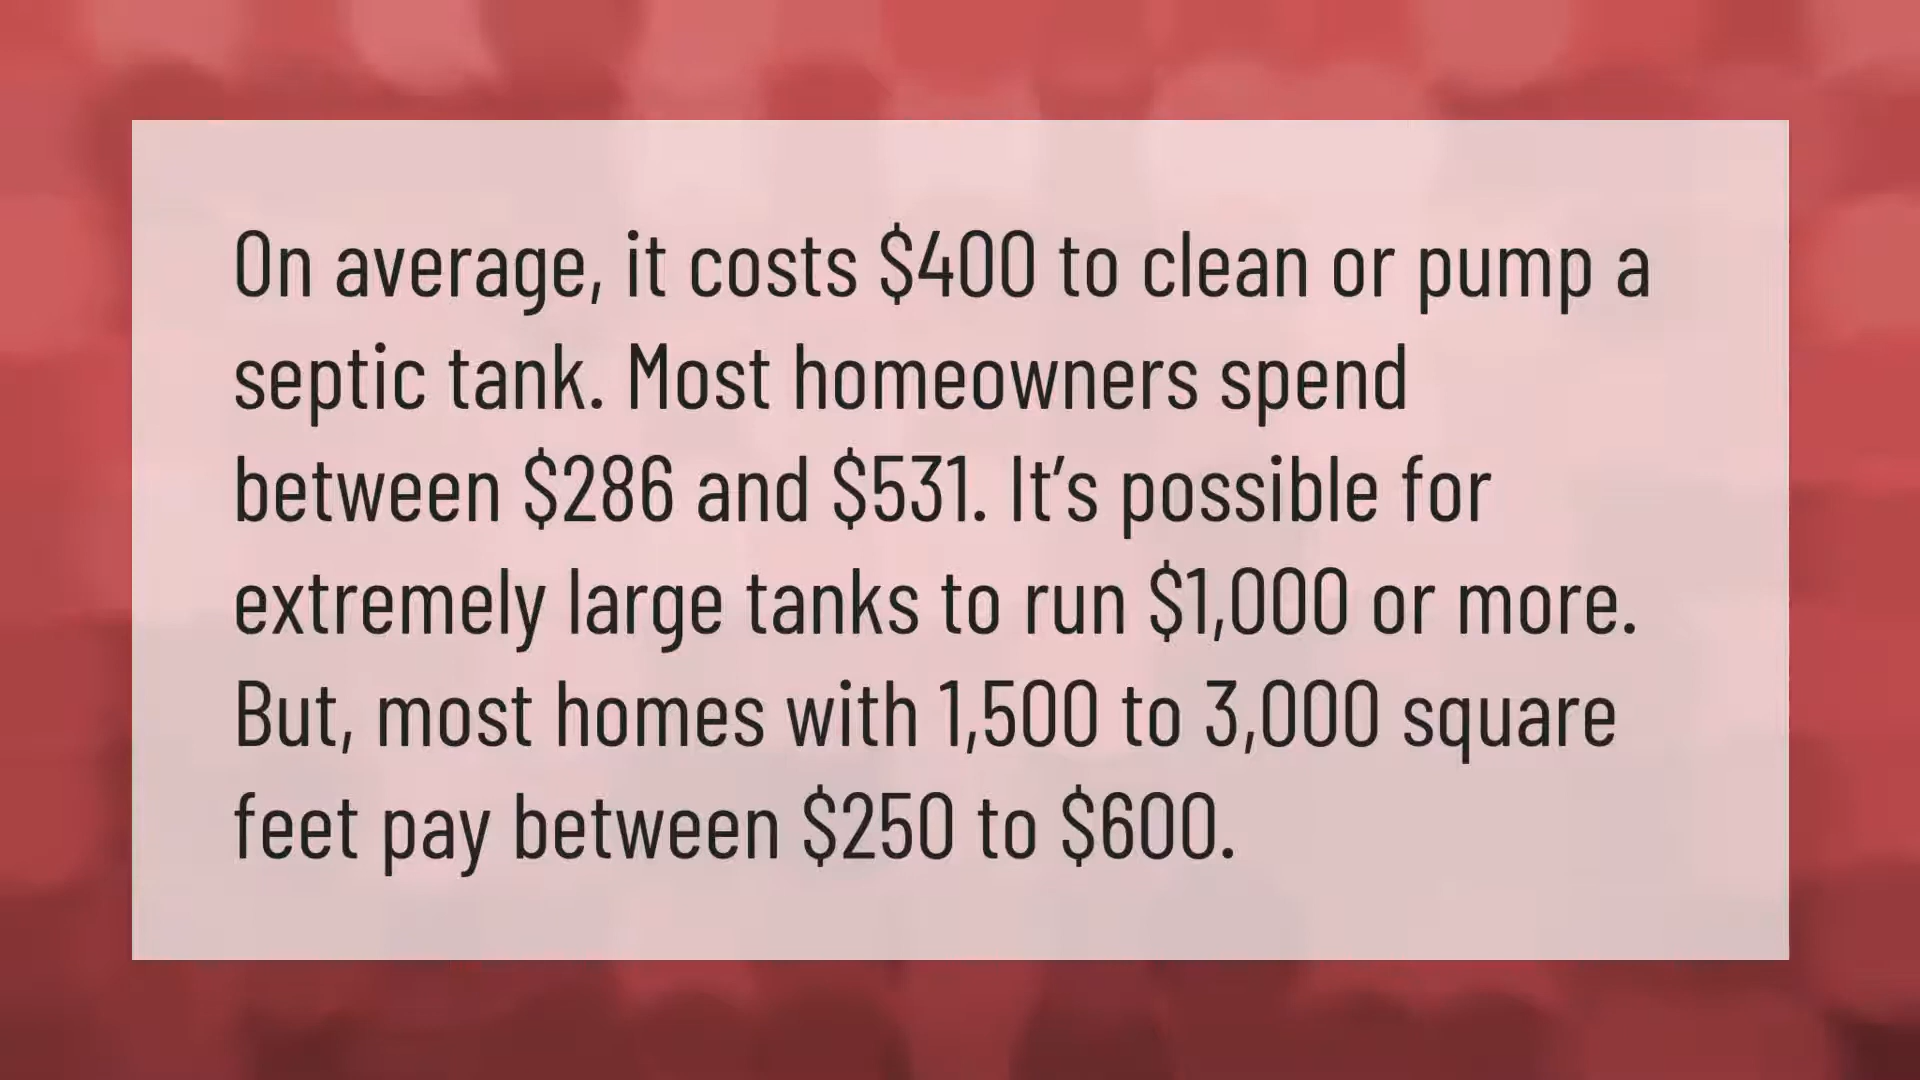 On average, it costs $400 to clean or pump a
septic tank. Most homeowners spend
between $286 and $531. It’s possible for
extremely large tanks to run $1,000 or more.
But, most homes with 1,500 to 3,000 square
feet pay between $250 to $600.